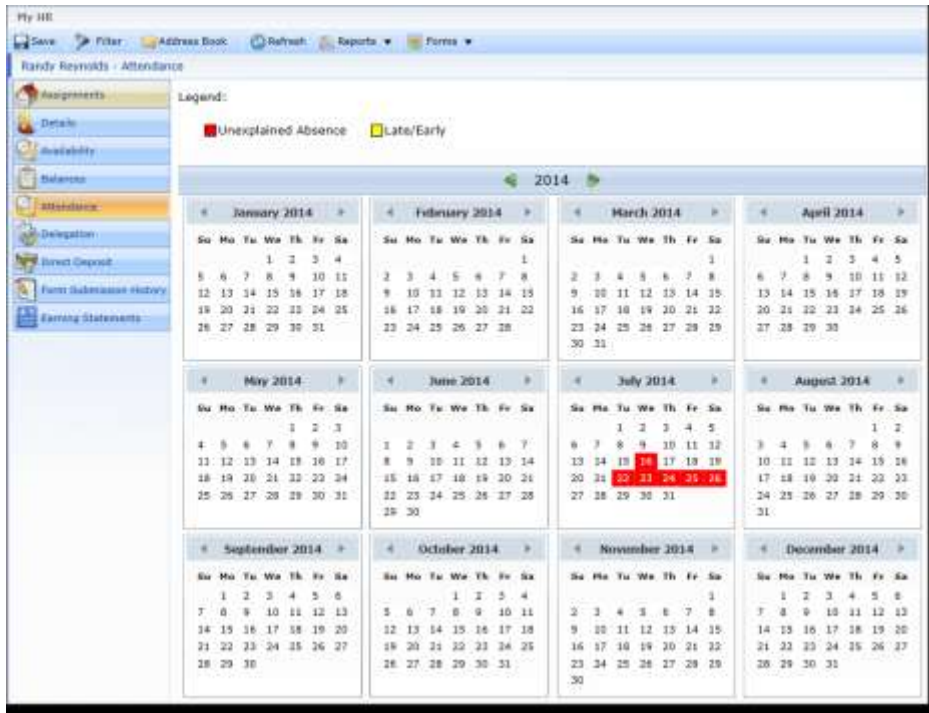 My HR
Save Filter Address Book Refresh Reports Forms
Randy Reynolds - Attendance
Assignments
Details
Availability
Balances
Attendance
Delegation
Direct Deposit
Form Submission History
Earning Statements
Legend:
Unexplained Absence Late/Early
2014
January 2014 February 2014 March 2014 April 2014
Su Mo Tu We Th Fr Sa Su Mo Tu We Th Fr Sa Su Mo Tu We Th Fr Sa Su Mo Tu We Th Fr Sa
1 2 3 4 1 1 1 2 3 4 5
5 6 7 8 9 10 11 2 3 4 5 6 7 8 2 3 4 5 6 7 8 6 7 8 9 10 11 12
12 13 14 15 16 17 18 9 10 11 12 13 14 15 9 10 11 12 13 14 15 13 14 15 16 17 18 19
19 20 21 22 23 24 25 16 17 18 19 20 21 22 16 17 18 19 20 21 22 20 21 22 23 24 25 26
26 27 28 29 30 31 23 24 25 26 27 28 23 24 25 26 27 28 29 27 28 29 30
30 31
May 2014 June 2014 July 2014 August 2014
Su Mo Tu We Th Fr Sa Su Mo Tu We Th Fr Sa Su Mo Tu We Th Fr Sa Su Mo Tu We Th Fr Sa
1 2 3 1 2 3 4 5 1 2
4 5 6 7 8 9 10 1 2 3 4 5 6 7 6 7 8 9 10 11 12 3 4 5 6 7 8 9
11 12 13 14 15 16 17 8 9 10 11 12 13 14 13 14 15 16 17 18 19 10 11 12 13 14 15 16
18 19 20 21 22 23 24 15 16 17 18 19 20 21 20 21 22 23 24 25 26 17 18 19 20 21 22 23
25 26 27 28 29 30 31 22 23 24 25 26 27 28 27 28 29 30 31 24 25 26 27 28 29 30
29 30 31
September 2014 October 2014 November 2014 December 2014
Su Mo Tu We Th Fr Sa Su Mo Tu We Th Fr Sa Su Mo Tu We Th Fr Sa Su Mo Tu We Th Fr Sa
1 2 3 4 5 6 1 2 3 4 1 1 2 3 4 5 6
7 8 9 10 11 12 13 5 6 7 8 9 10 11 2 3 4 5 6 7 8 7 8 9 10 11 12 13
14 15 16 17 18 19 20 12 13 14 15 16 17 18 9 10 11 12 13 14 15 14 15 16 17 18 19 20
21 22 23 24 25 26 27 19 20 21 22 23 24 25 16 17 18 19 20 21 22 21 22 23 24 25 26 27
28 29 30 26 27 28 29 30 31 23 24 25 26 27 28 29 28 29 30 31
30